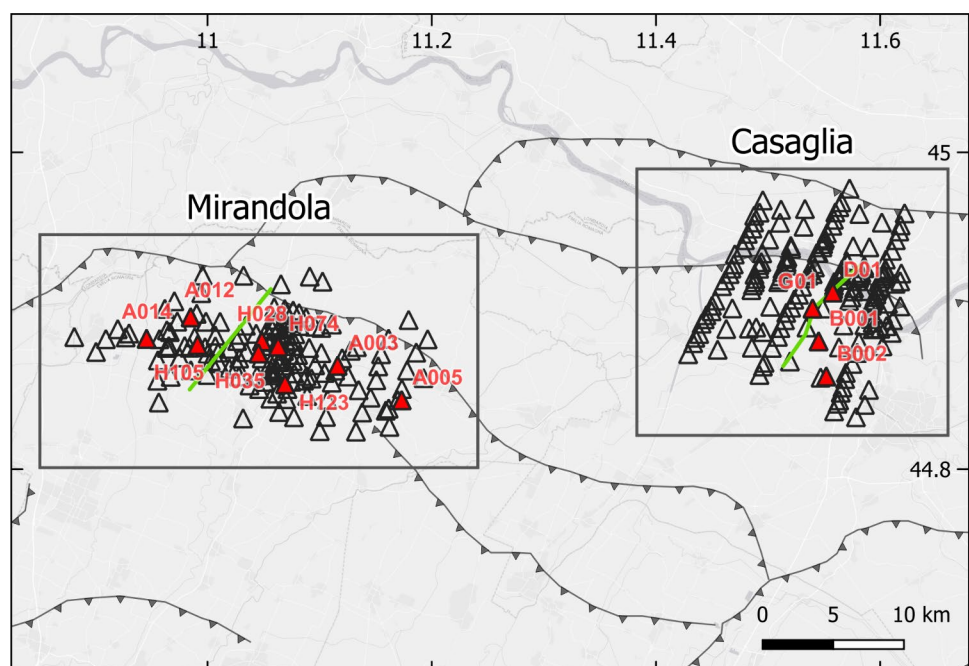 11
11.2
11.4
11.6
45
Casaglia
Mirandola
G01
D01
A012
A014
H028
H074
B001
A003
B002
H105
H035
A005
H123
44.8
0 5 10 km